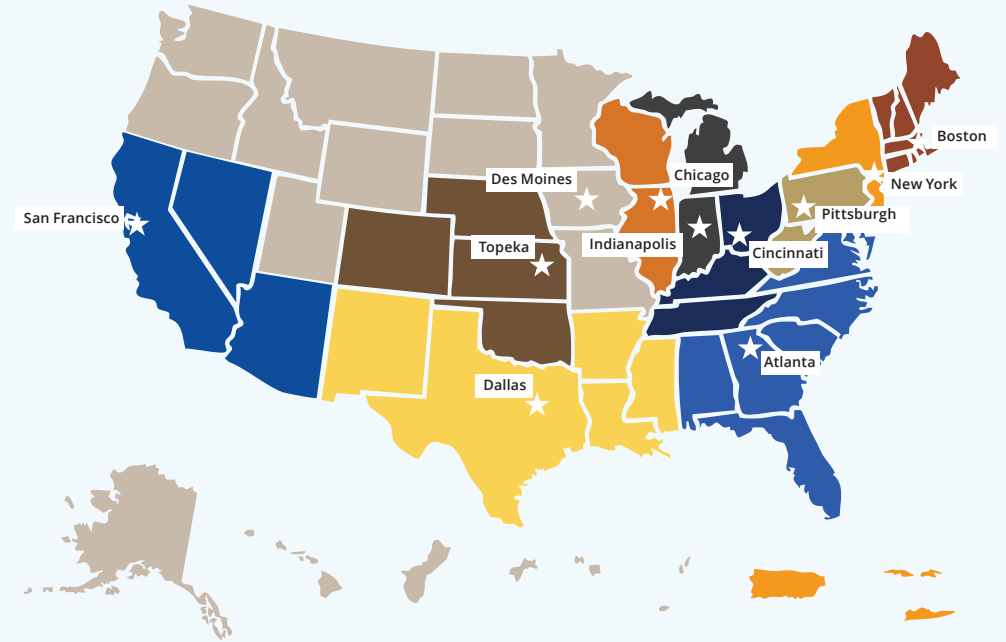 Boston
Chicago
Des Moines
New York
Pittsburgh
San Francisco
Indianapolis
Topeka
Cincinnati
Atlanta
Dallas